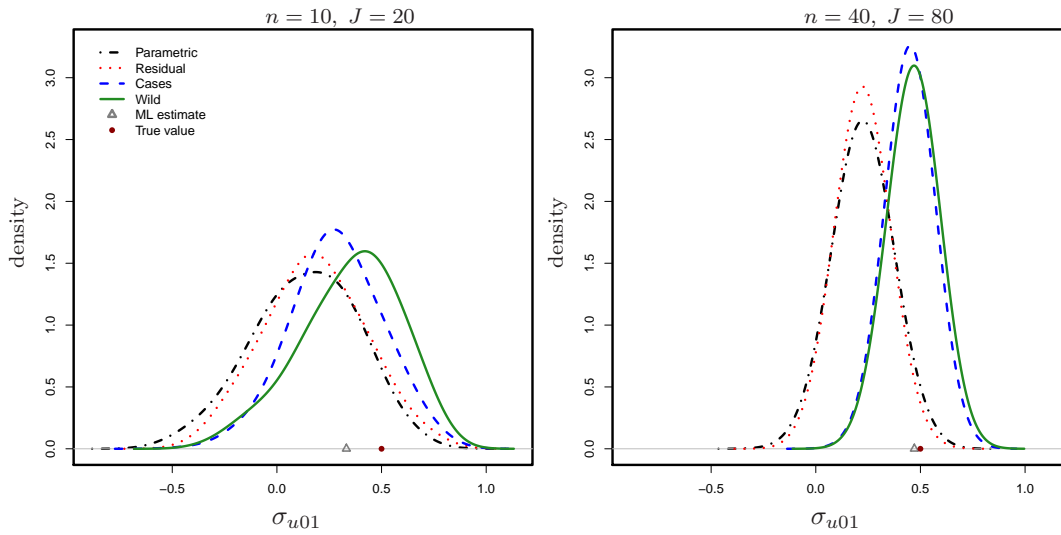 n = 10, J = 20
Parametric
Residual
Cases
Wild
ML estimate
True value
density
0.0 0.5 1.0 1.5 2.0 2.5 3.0
−0.5 0.0 0.5 1.0
σu01
n = 40, J = 80
density
0.0 0.5 1.0 1.5 2.0 2.5 3.0
−0.5 0.0 0.5 1.0
σu01